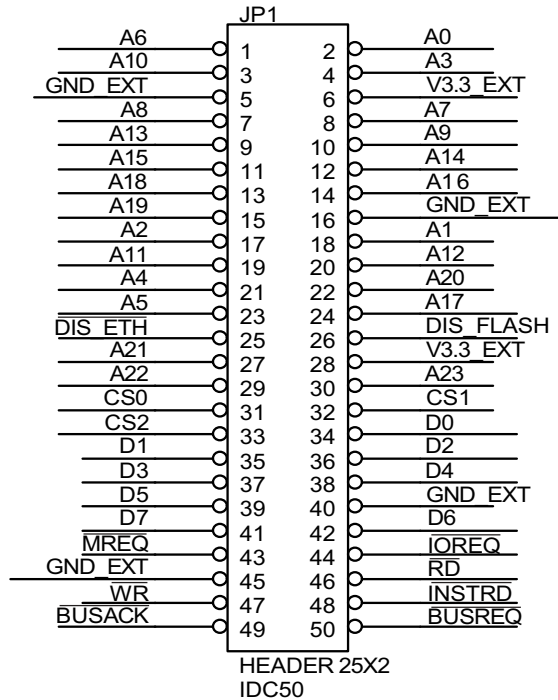 JP1
A6 1 2 A0
A10 3 4 A3
GND_EXT 5 6 V3.3_EXT
A8 7 8 A7
A13 9 10 A9
A15 11 12 A14
A18 13 14 A16
A19 15 16 GND_EXT
A2 17 18 A1
A11 19 20 A12
A4 21 22 A20
A5 23 24 A17
DIS_ETH 25 26 DIS_FLASH
A21 27 28 V3.3_EXT
A22 29 30 A23
CS0 31 32 CS1
CS2 33 34 D0
D1 35 36 D2
D3 37 38 D4
D5 39 40 GND_EXT
D7 41 42 D6
MREQ 43 44 IOREQ
GND_EXT 45 46 RD
WR 47 48 INSTRD
BUSACK 49 50 BUSREQ
HEADER 25X2
IDC50